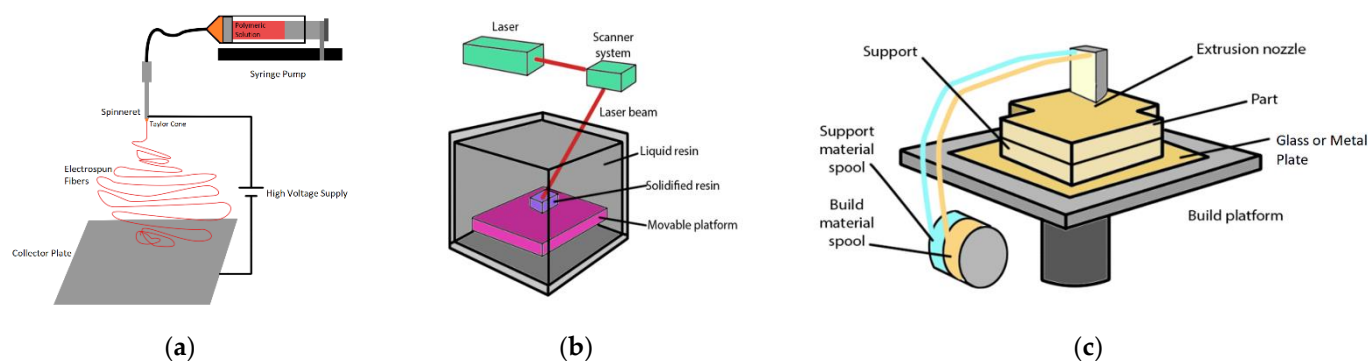 Polymeric
Solution
Syringe Pump
Spinneret
Taylor Cone
Electrospun
Fibers
High Voltage Supply
Collector Plate
(a)
Laser
Scanner
system
Laser beam
Liquid resin
Solidified resin
Movable platform
(b)
Support
Extrusion nozzle
Part
Support
material
spool
Glass or Metal
Plate
Build
material
spool
Build platform
(c)